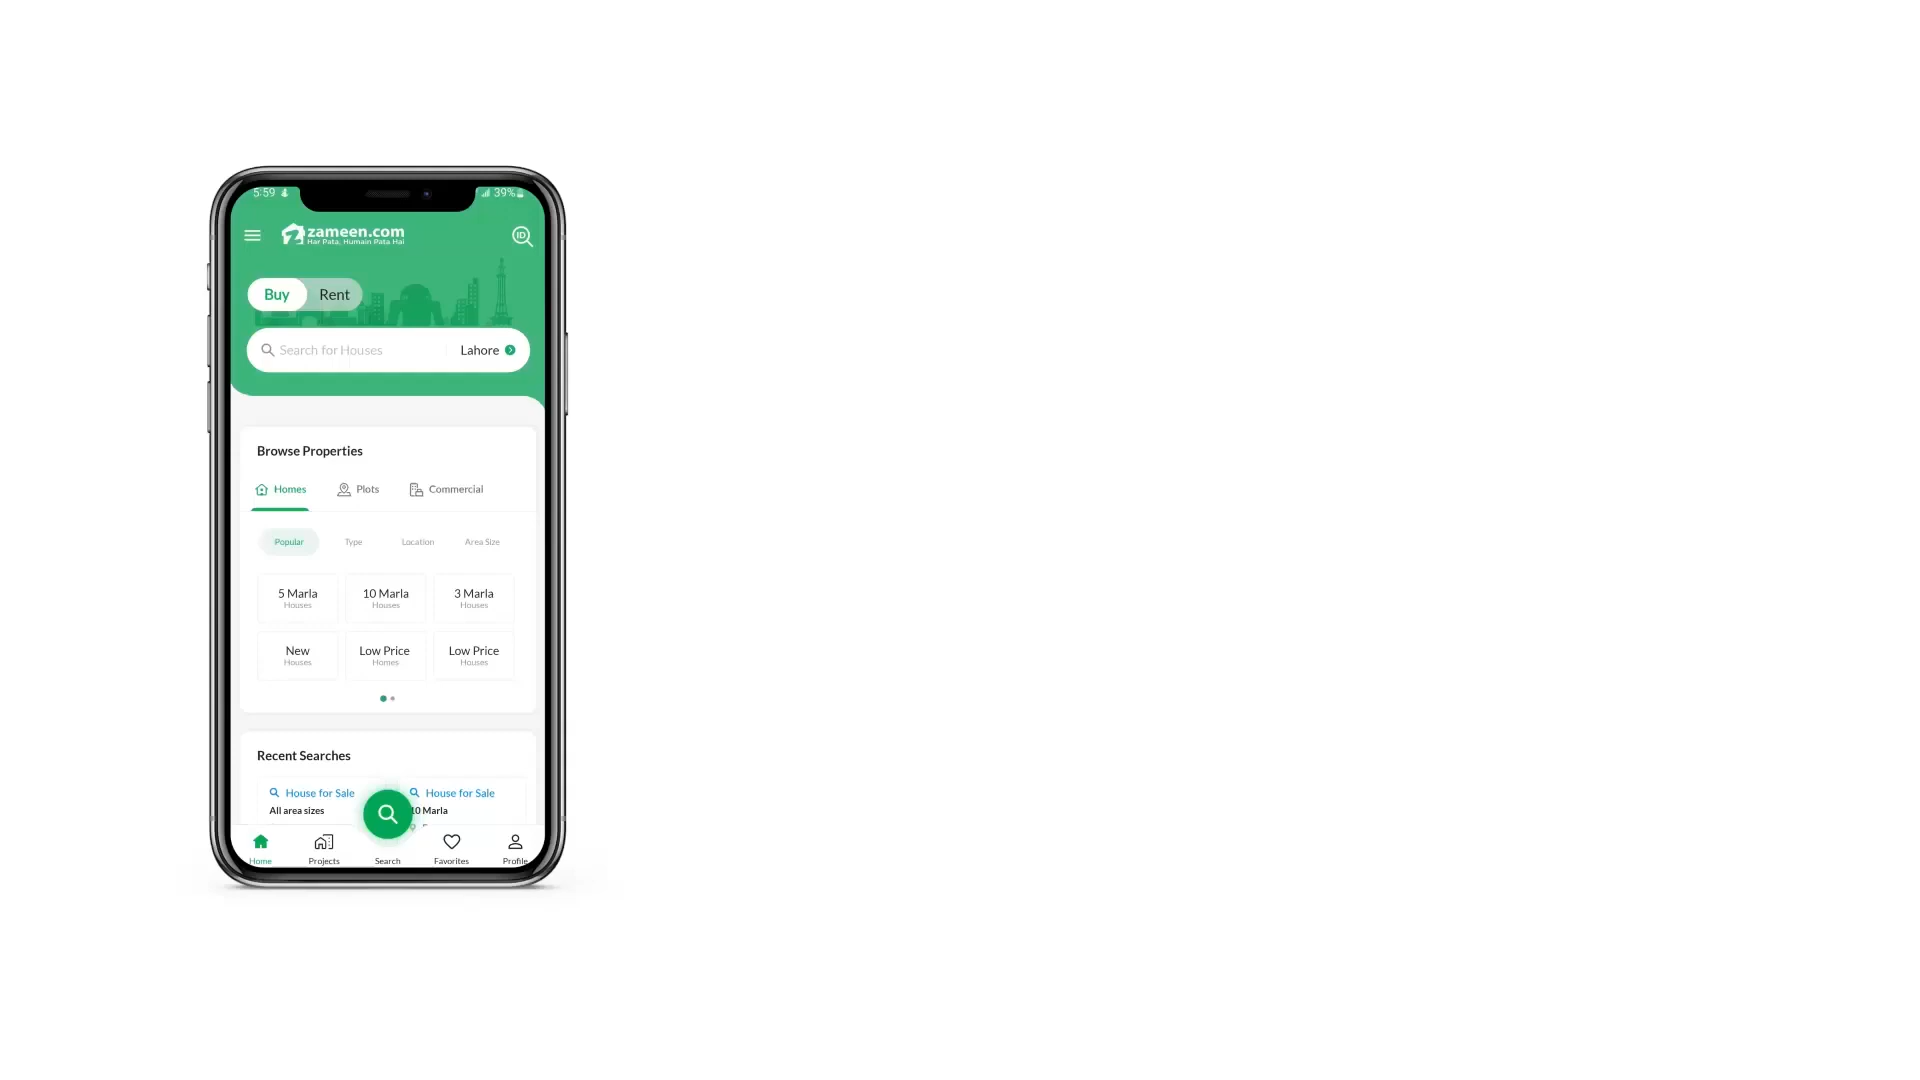 5:59 39%
zameen.com
Har Pata, Humain Pata Hai
ID
Buy Rent
Search for Houses Lahore
Browse Properties
Homes Plots Commercial
Popular Type Location Area Size
5 Marla 10 Marla 3 Marla
Houses Houses Houses
New Low Price Low Price
Houses Homes Houses
Recent Searches
House for Sale House for Sale
All area sizes 10 Marla
Home Projects Search Favorites Profile